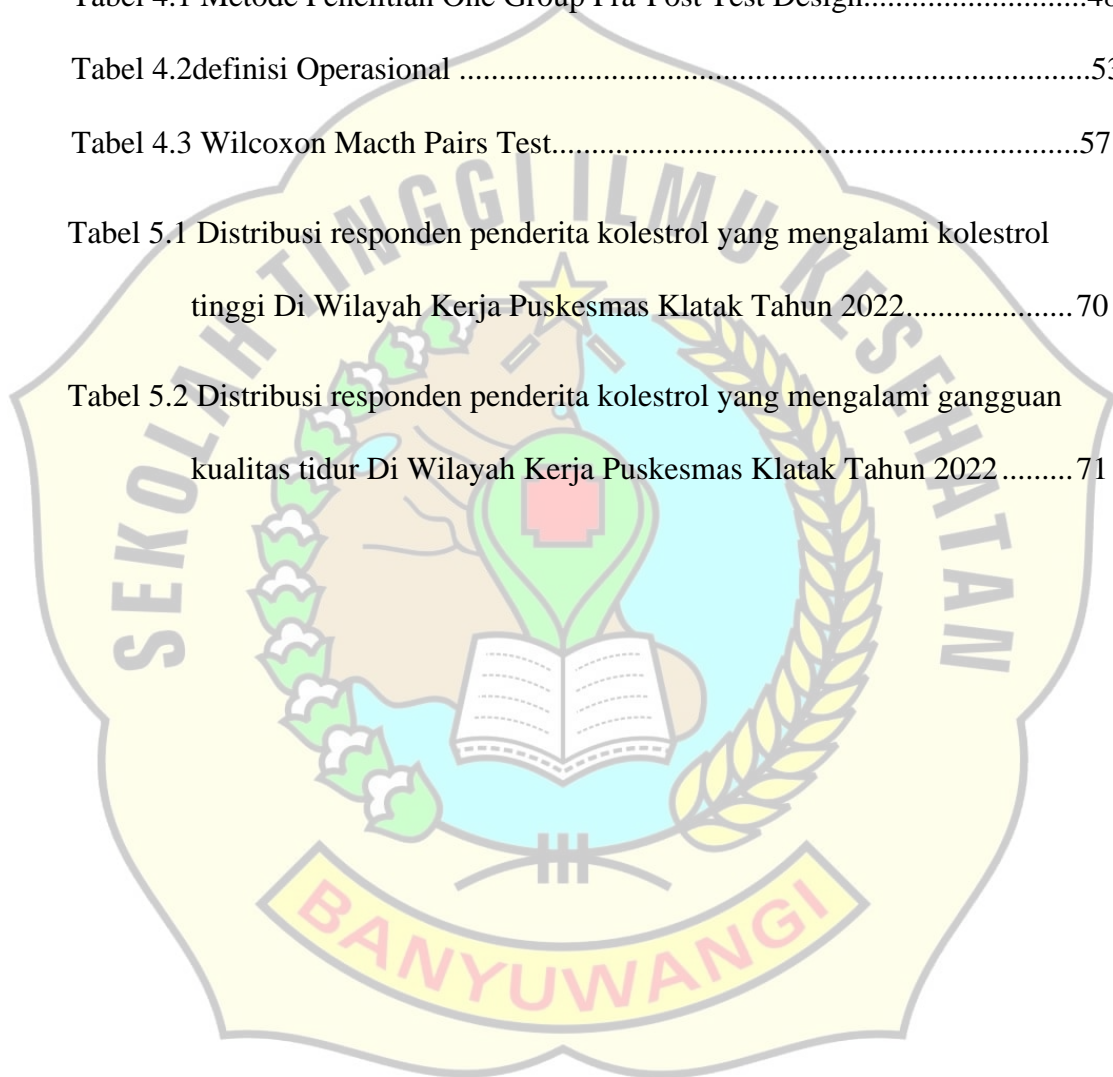 Tabel 4.1 Metode Penelitian One Group Pra-Post Test Design...........................48
Tabel 4.2definisi Operasional ...........................................................................53
Tabel 4.3 Wilcoxon Macth Pairs Test...............................................................57
Tabel 5.1 Distribusi responden penderita kolestrol yang mengalami kolestrol
tinggi Di Wilayah Kerja Puskesmas Klatak Tahun 2022....................70
Tabel 5.2 Distribusi responden penderita kolestrol yang mengalami gangguan
kualitas tidur Di Wilayah Kerja Puskesmas Klatak Tahun 2022.........71
SEKOLAH TINGGI ILMU KESEHATAN
BANYUWANGI